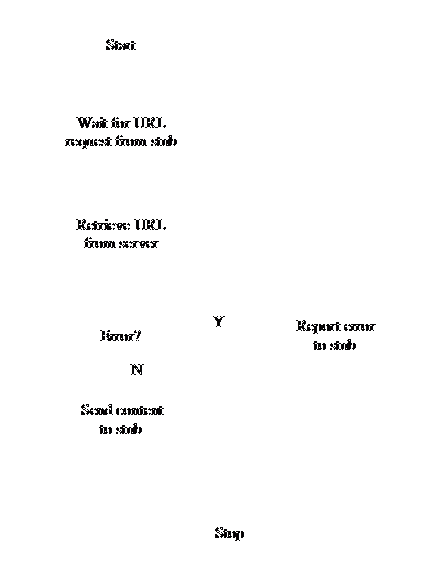 Start
Wait for URL
request from stub
Retrieve URL
from server
Y
Report error
to stub
Error?
N
Send content
to stub
Stop